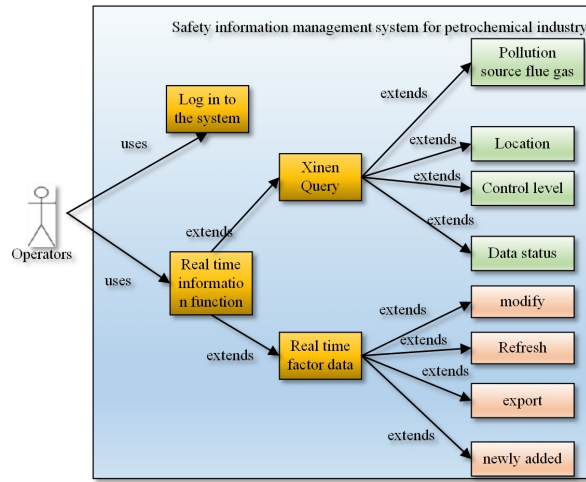 Safety information management system for petrochemical industry
Pollution
source flue gas
extends
Log in to
the system
uses
extends
Location
Xinen
Query
extends
Control level
extends
Operators
extends
Data status
Real time
informatio
n function
uses
extends
modify
extends
Real time
factor data
extends
Refresh
extends
export
extends
newly added